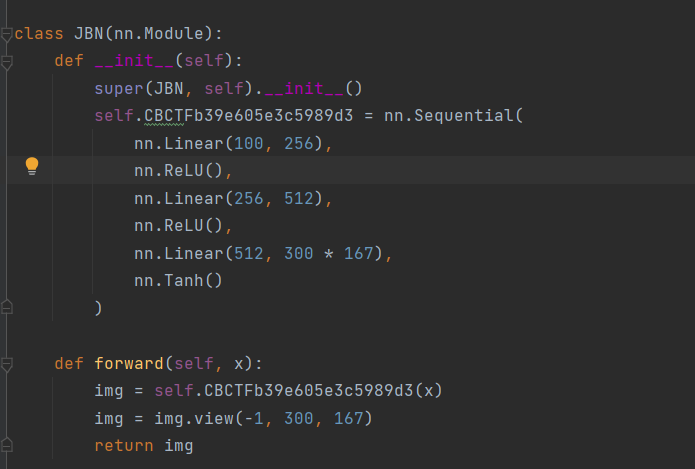 class JBN(nn.Module):
    def __init__(self):
        super(JBN, self).__init__()
        self.CBCTFb39e605e3c5989d3 = nn.Sequential(
            nn.Linear(100, 256),
            nn.ReLU(),
            nn.Linear(256, 512),
            nn.ReLU(),
            nn.Linear(512, 300 * 167),
            nn.Tanh()
        )
    def forward(self, x):
        img = self.CBCTFb39e605e3c5989d3(x)
        img = img.view(-1, 300, 167)
        return img